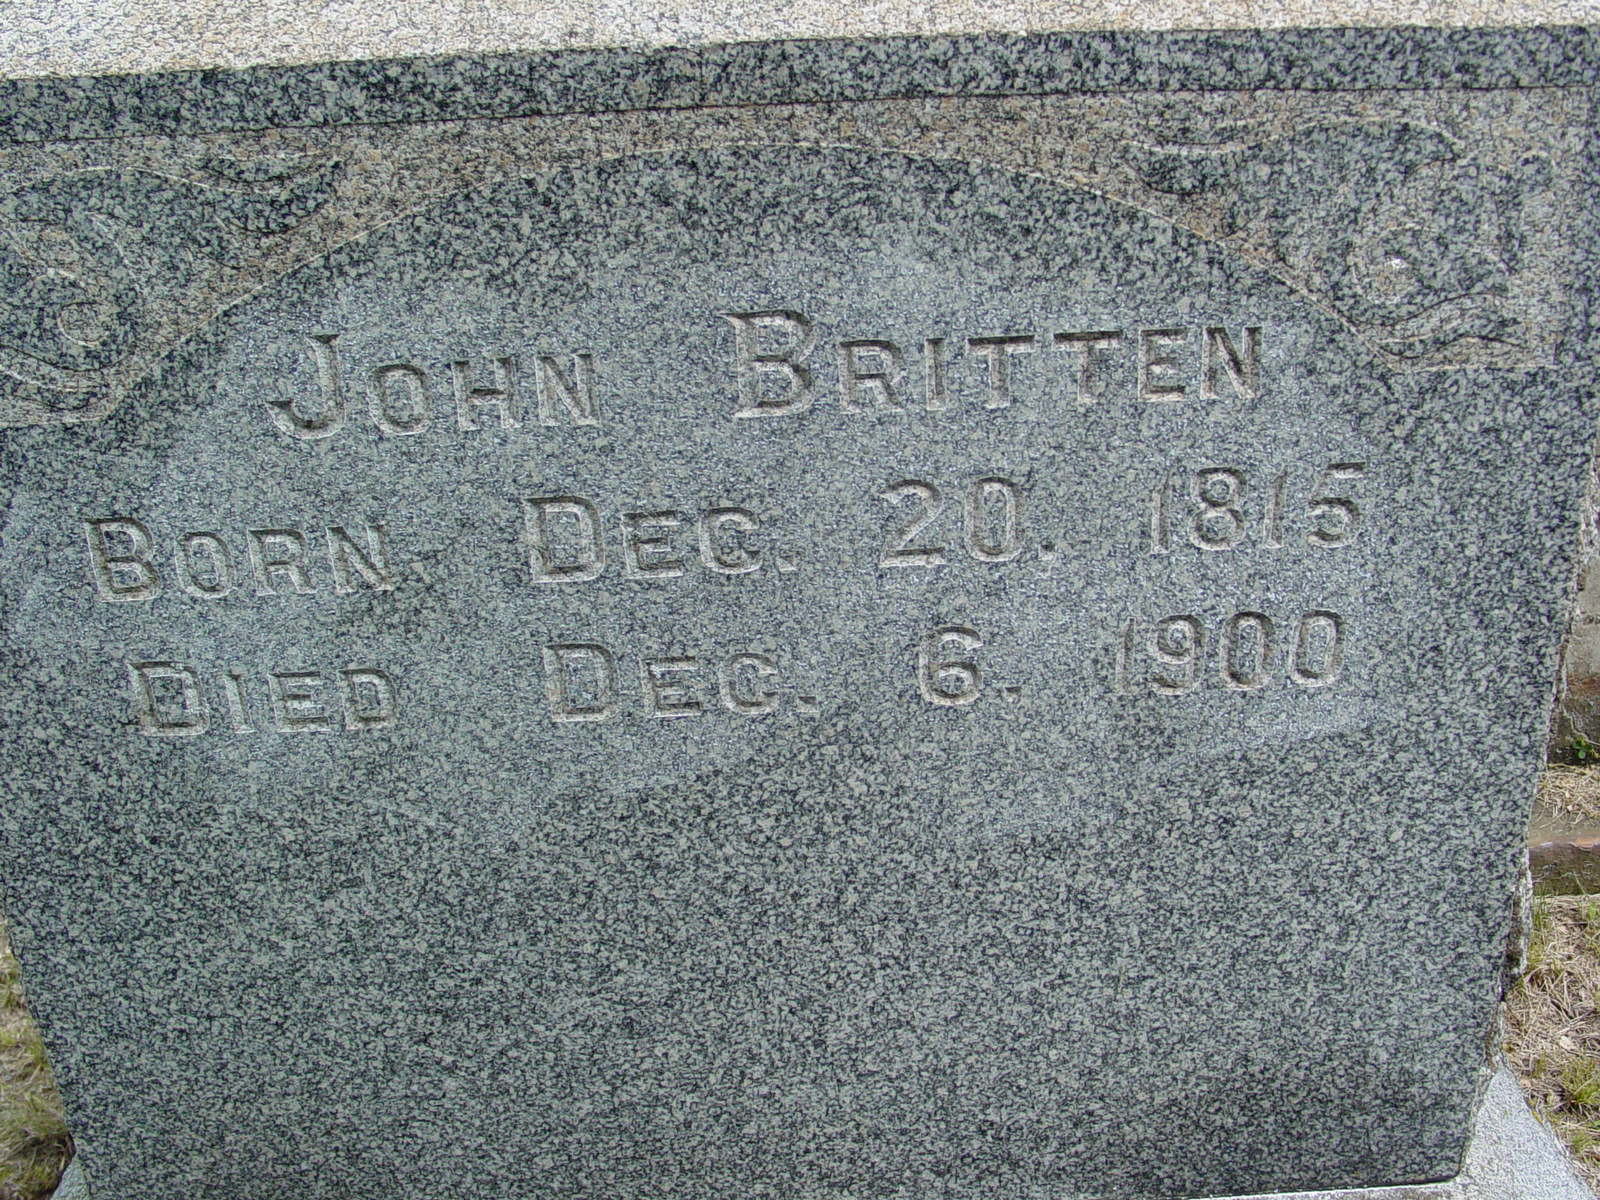 John Britten
Born Dec. 20. 1815
Died Dec. 6. 1900